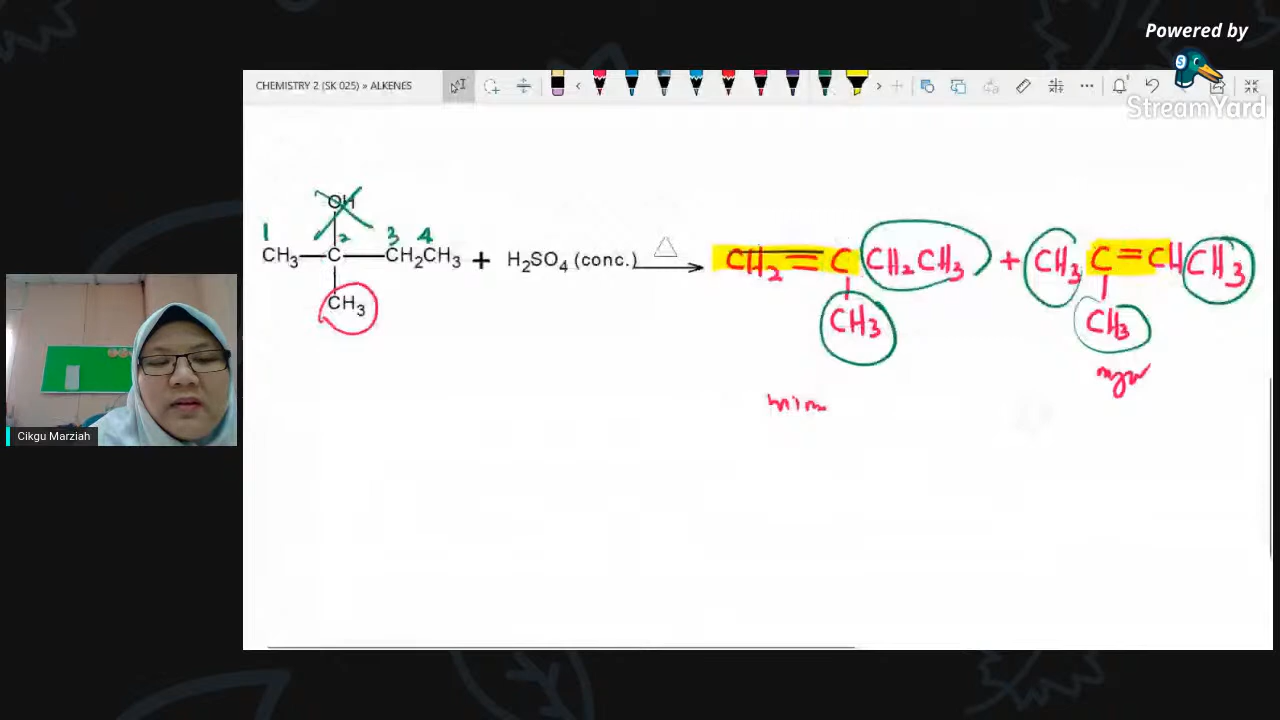 Powered by
S
StreamYard
CHEMISTRY 2 (SK 025) » ALKENES
OH
1 2 3 4
CH3 C CH2CH3 + H2SO4 (conc.) △ CH2=C CH2CH3 + CH3 C=CH CH3
CH3 CH3 CH3
Cikgu Marziah